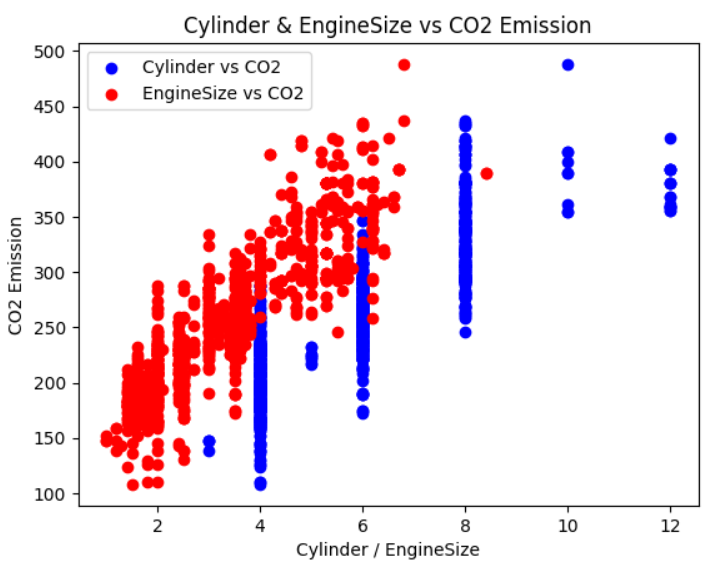 Cylinder & EngineSize vs CO2 Emission
Cylinder vs CO2
EngineSize vs CO2
CO2 Emission
500
450
400
350
300
250
200
150
100
2 4 6 8 10 12
Cylinder / EngineSize